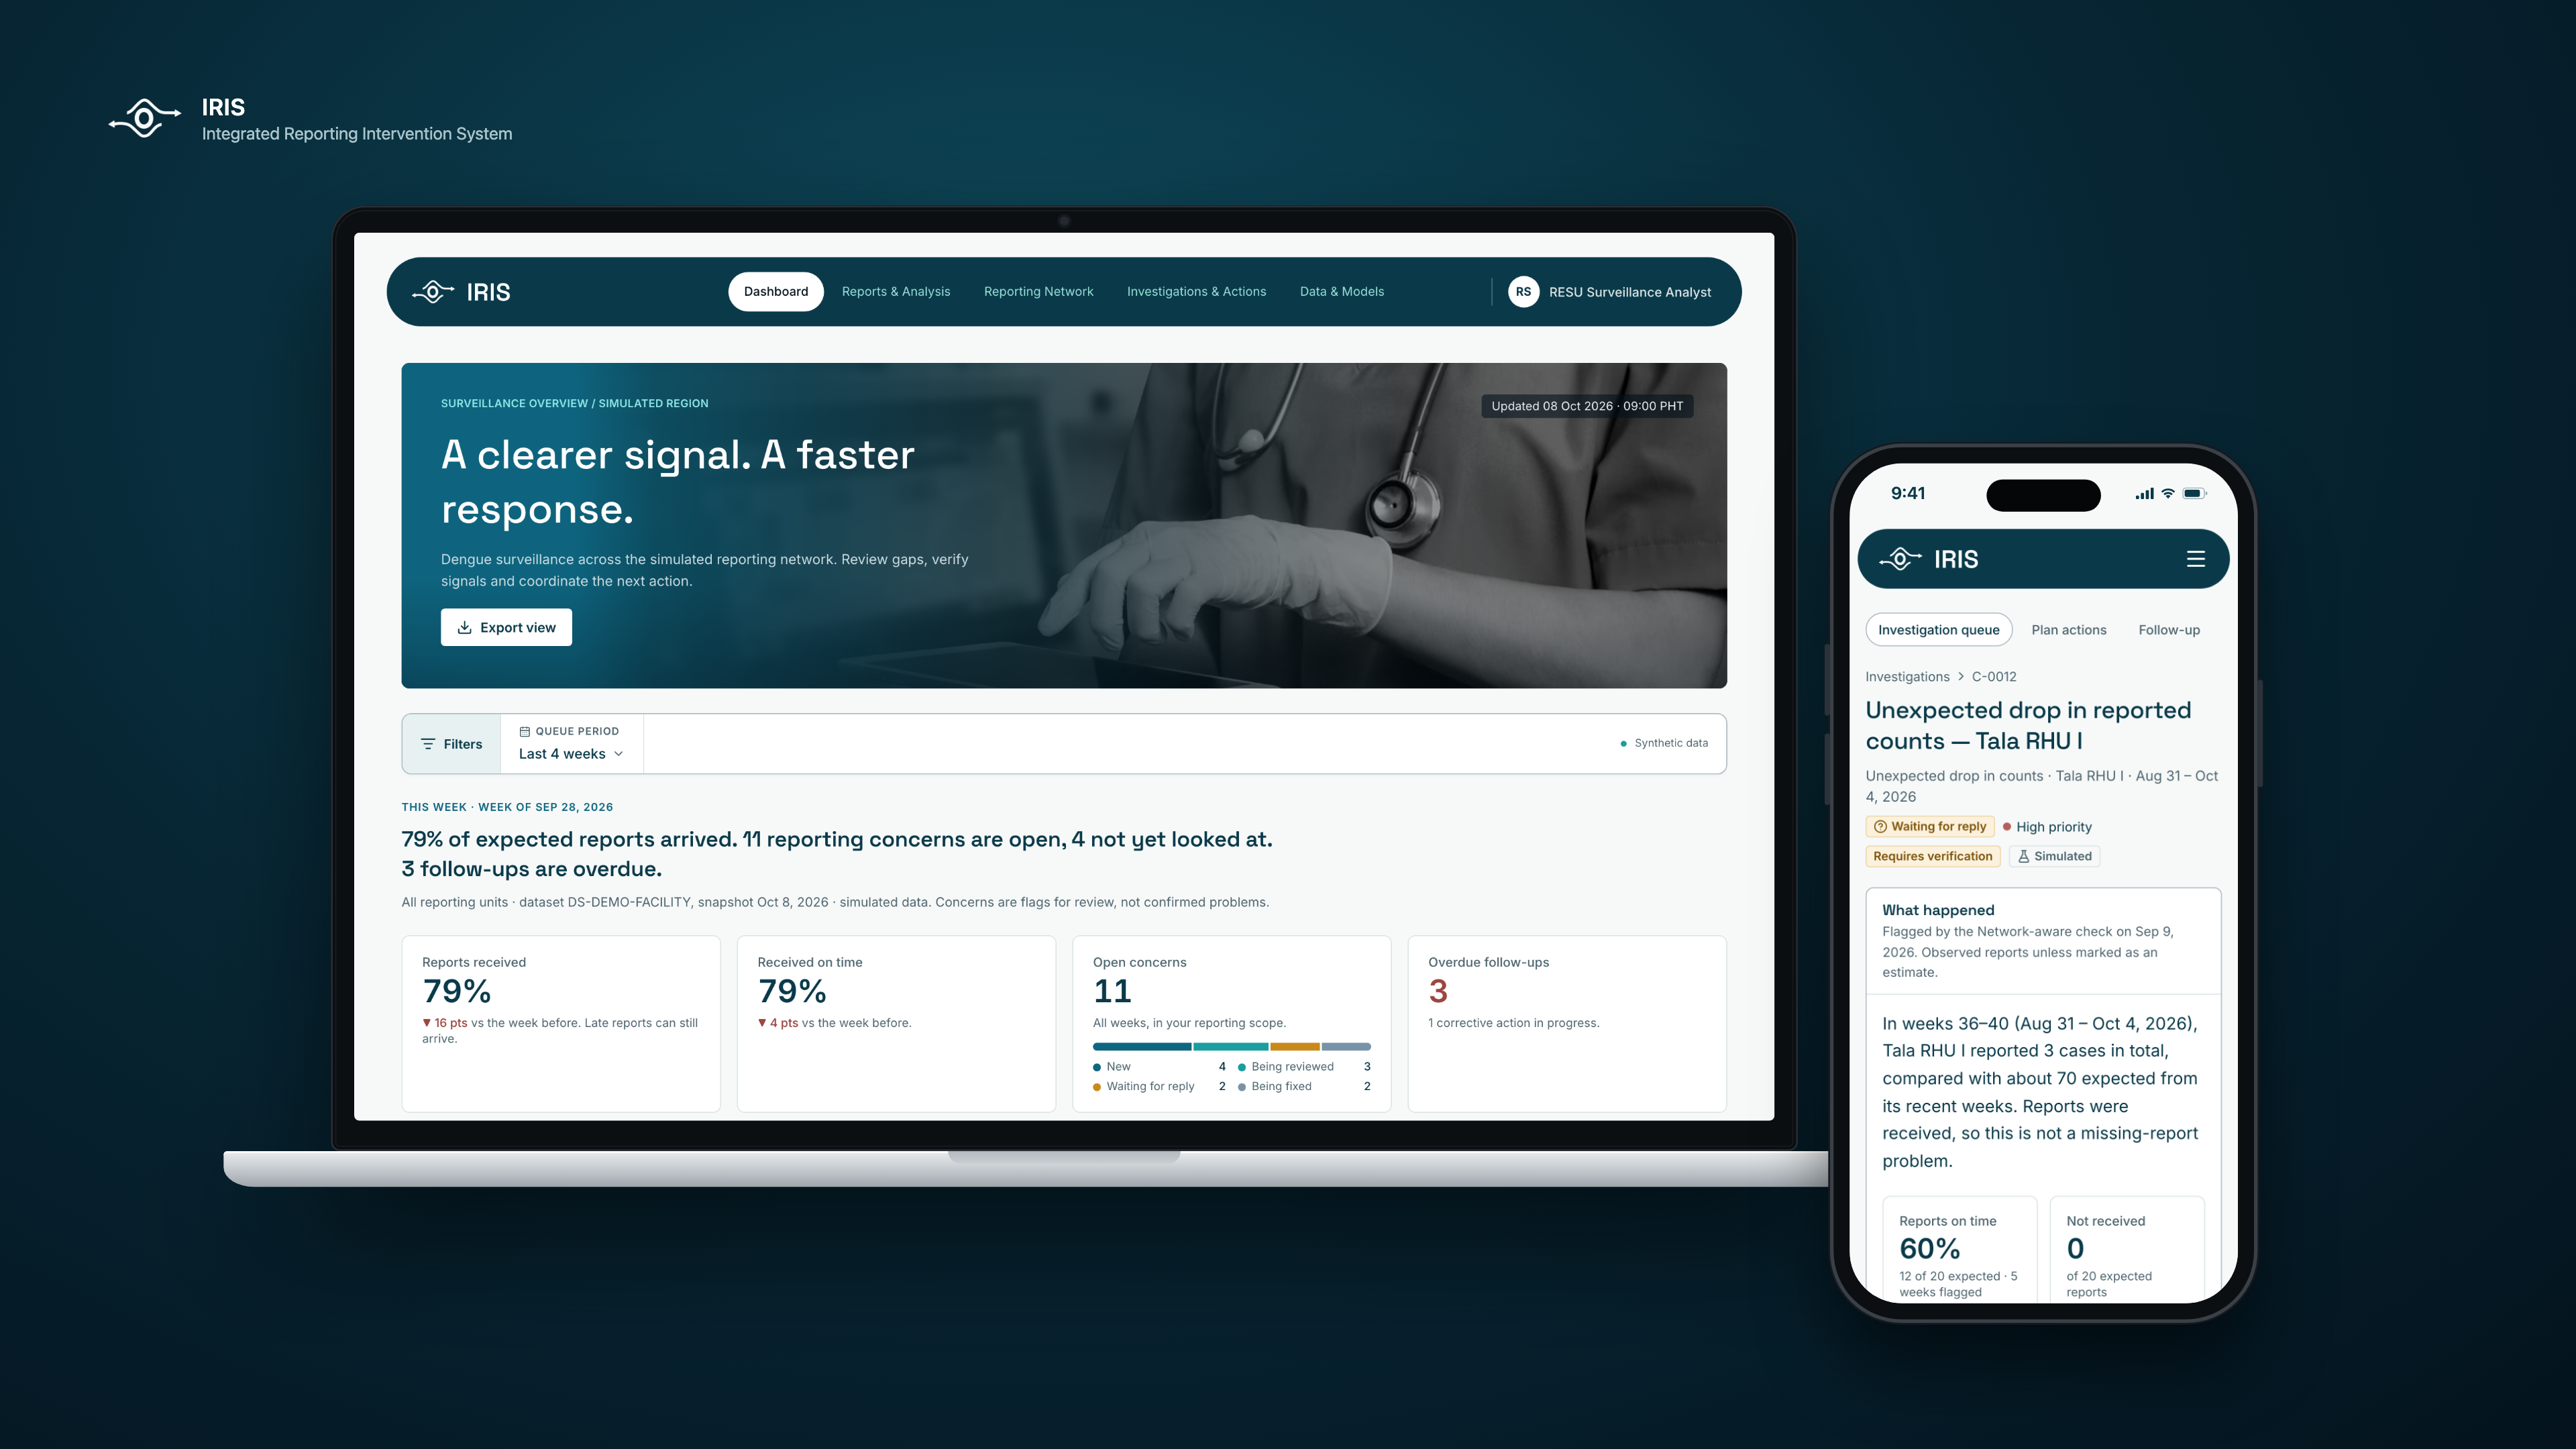 IRIS
Integrated Reporting Intervention System
IRIS
Dashboard
Reports & Analysis
Reporting Network
Investigations & Actions
Data & Models
RS
RESU Surveillance Analyst
SURVEILLANCE OVERVIEW / SIMULATED REGION
Updated 08 Oct 2026 · 09:00 PHT
A clearer signal. A faster
response.
Dengue surveillance across the simulated reporting network. Review gaps, verify
signals and coordinate the next action.
Export view
Filters
QUEUE PERIOD
Last 4 weeks
Synthetic data
THIS WEEK · WEEK OF SEP 28, 2026
79% of expected reports arrived. 11 reporting concerns are open, 4 not yet looked at.
3 follow-ups are overdue.
All reporting units · dataset DS-DEMO-FACILITY, snapshot Oct 8, 2026 · simulated data. Concerns are flags for review, not confirmed problems.
Reports received
79%
▼ 16 pts vs the week before. Late reports can still
arrive.
Received on time
79%
▼ 4 pts vs the week before.
Open concerns
11
All weeks, in your reporting scope.
New 4
Being reviewed 3
Waiting for reply 2
Being fixed 2
Overdue follow-ups
3
1 corrective action in progress.
9:41
IRIS
Investigation queue
Plan actions
Follow-up
Investigations > C-0012
Unexpected drop in reported
counts — Tala RHU I
Unexpected drop in counts · Tala RHU I · Aug 31 – Oct
4, 2026
Waiting for reply
High priority
Requires verification
Simulated
What happened
Flagged by the Network-aware check on Sep 9,
2026. Observed reports unless marked as an
estimate.
In weeks 36–40 (Aug 31 – Oct 4, 2026),
Tala RHU I reported 3 cases in total,
compared with about 70 expected from
its recent weeks. Reports were
received, so this is not a missing-report
problem.
Reports on time
60%
12 of 20 expected · 5
weeks flagged
Not received
0
of 20 expected
reports